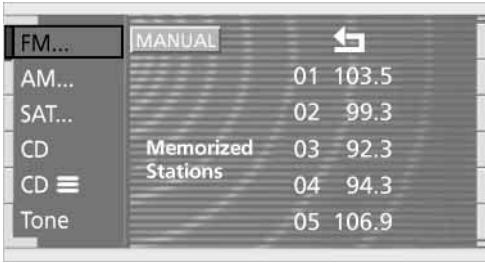 FM...
MANUAL
AM...
01 103.5
SAT...
02 99.3
CD
Memorized
Stations
03 92.3
CD
04 94.3
Tone
05 106.9